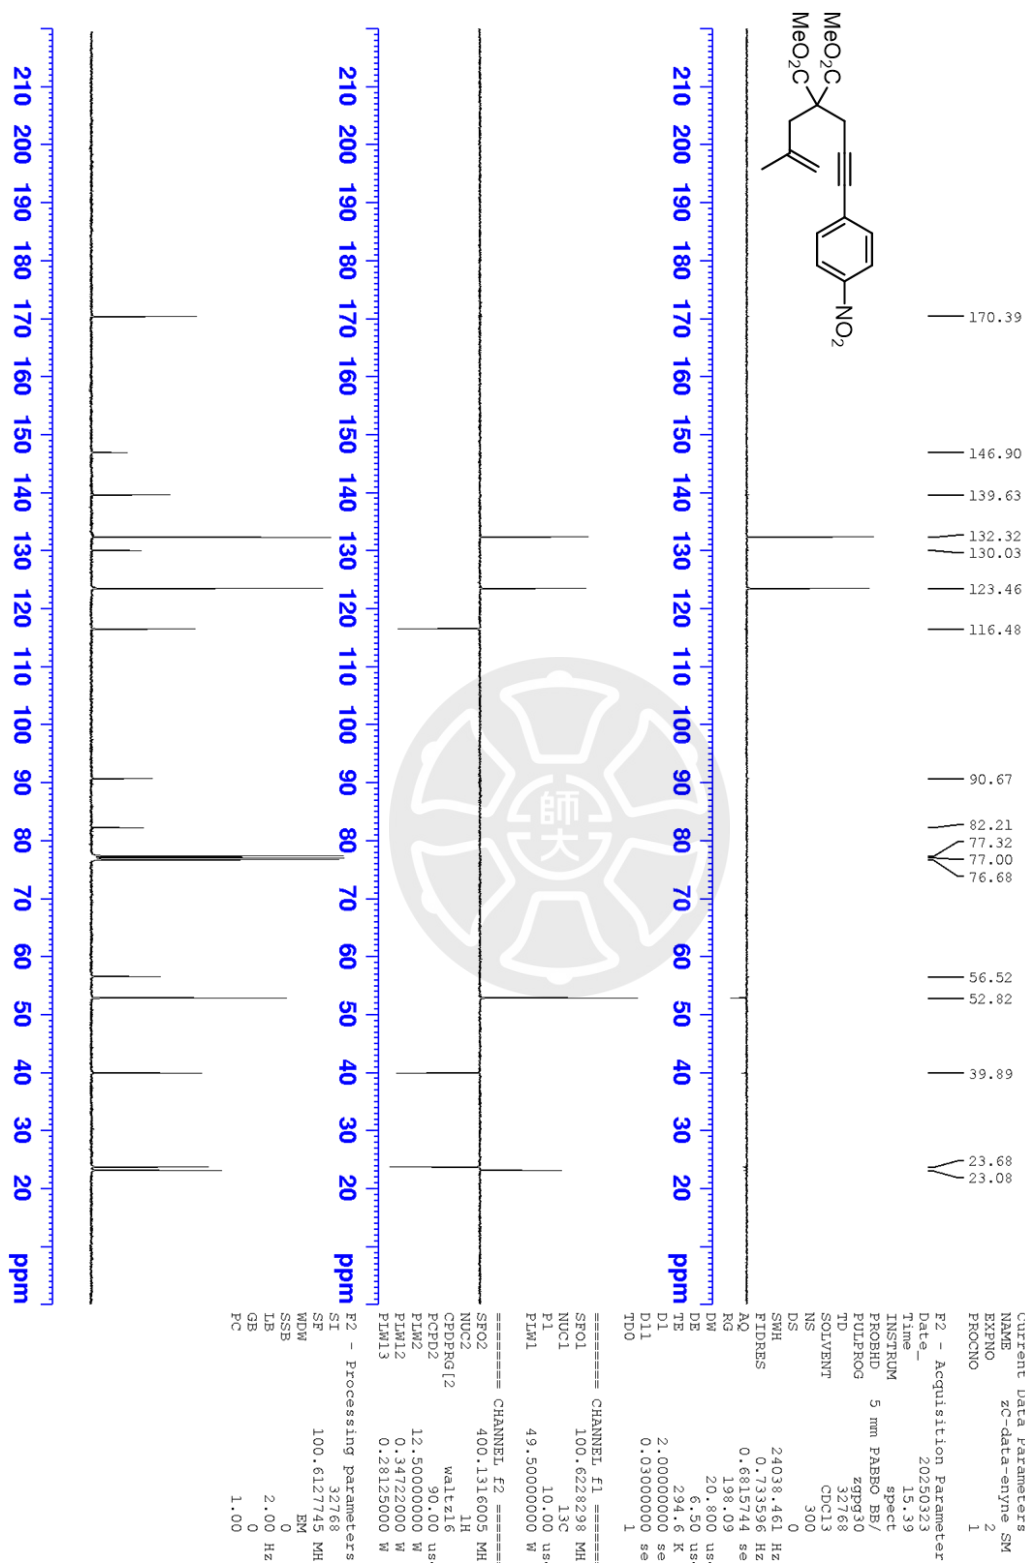 MeO2C
MeO2C
NO2
170.39
146.90
139.63
132.32
130.03
123.46
116.48
90.67
82.21
77.32
77.00
76.68
56.52
52.82
39.89
23.68
23.08
210 200 190 180 170 160 150 140 130 120 110 100 90 80 70 60 50 40 30 20 ppm
210 200 190 180 170 160 150 140 130 120 110 100 90 80 70 60 50 40 30 20 ppm
210 200 190 180 170 160 150 140 130 120 110 100 90 80 70 60 50 40 30 20 ppm
師大
Current Data Parameters
NAME zC-data-enyne SM
EXPNO 2
PROCNO 1
F2 - Acquisition Parameter
Date_ 20250323
Time 15.39
INSTRUM spect
PROBHD 5 mm PABBO BB/
PULPROG zgpg30
TD 32768
SOLVENT CDCl3
NS 300
DS 0
SWH 24038.461 Hz
FIDRES 0.733596 Hz
AQ 0.6815744 se
RG 198.09
DW 20.800 us
DE 6.50 us
TE 294.6 K
D1 2.00000000 se
D11 0.03000000 se
TD0 1
======== CHANNEL f1 ========
SFO1 100.6228298 MH
NUC1 13C
P1 10.00 us
PLW1 49.50000000 W
======== CHANNEL f2 ========
SFO2 400.1316005 MH
NUC2 1H
CPDPRG[2 waltz16
PCPD2 90.00 us
PLW2 12.50000000 W
PLW12 0.34722000 W
PLW13 0.28125000 W
F2 - Processing parameters
SI 32768
SF 100.6127745 MH
WDW EM
SSB 0
LB 2.00 Hz
GB 0
PC 1.00